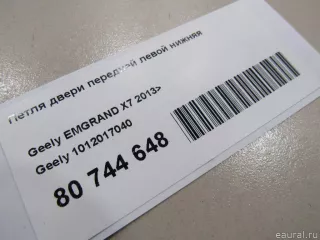 Петля двери передней левой нижняя
Geely EMGRAND X7 2013>
Geely 1012017040
80 744 648
eaural.ru